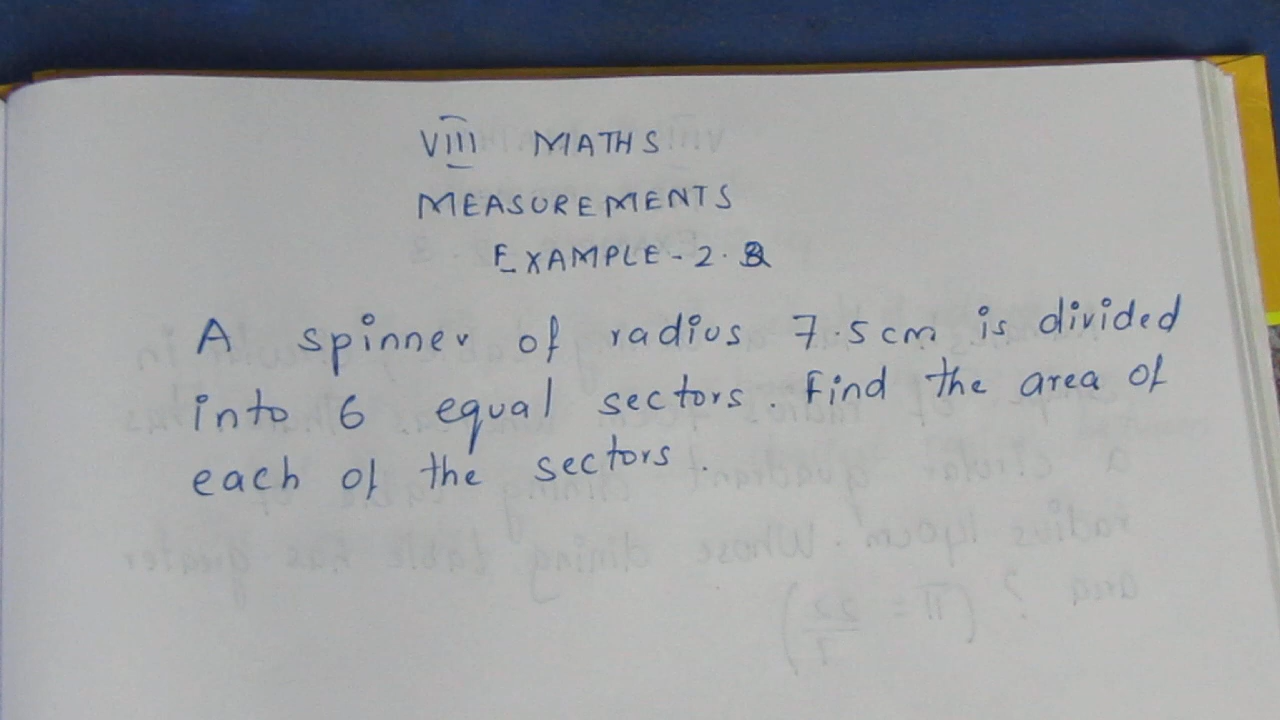 VIII MATHS
MEASUREMENTS
EXAMPLE - 2.2
A spinner of radius 7.5cm is divided
into 6 equal sectors. Find the area of
each of the sectors.